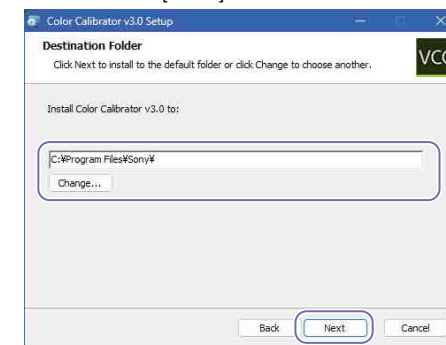 Color Calibrator v3.0 Setup
Destination Folder
Click Next to install to the default folder or click Change to choose another.
Install Color Calibrator v3.0 to:
C:¥Program Files¥Sony¥
Change...
Back Next Cancel